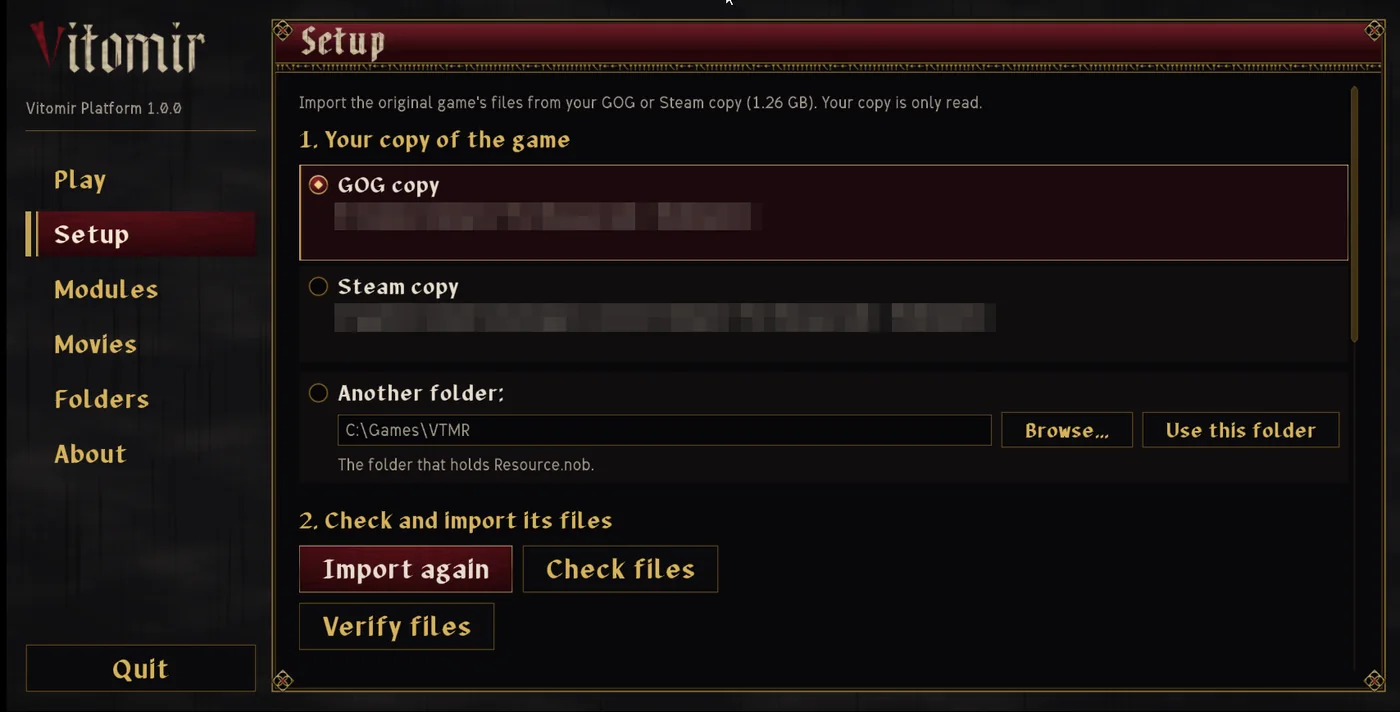 Vitomir
Vitomir Platform 1.0.0
Play
Setup
Modules
Movies
Folders
About
Quit
Setup
Import the original game's files from your GOG or Steam copy (1.26 GB). Your copy is only read.
1. Your copy of the game
GOG copy
Steam copy
Another folder:
C:\Games\VTMR
Browse...
Use this folder
The folder that holds Resource.nob.
2. Check and import its files
Import again
Check files
Verify files